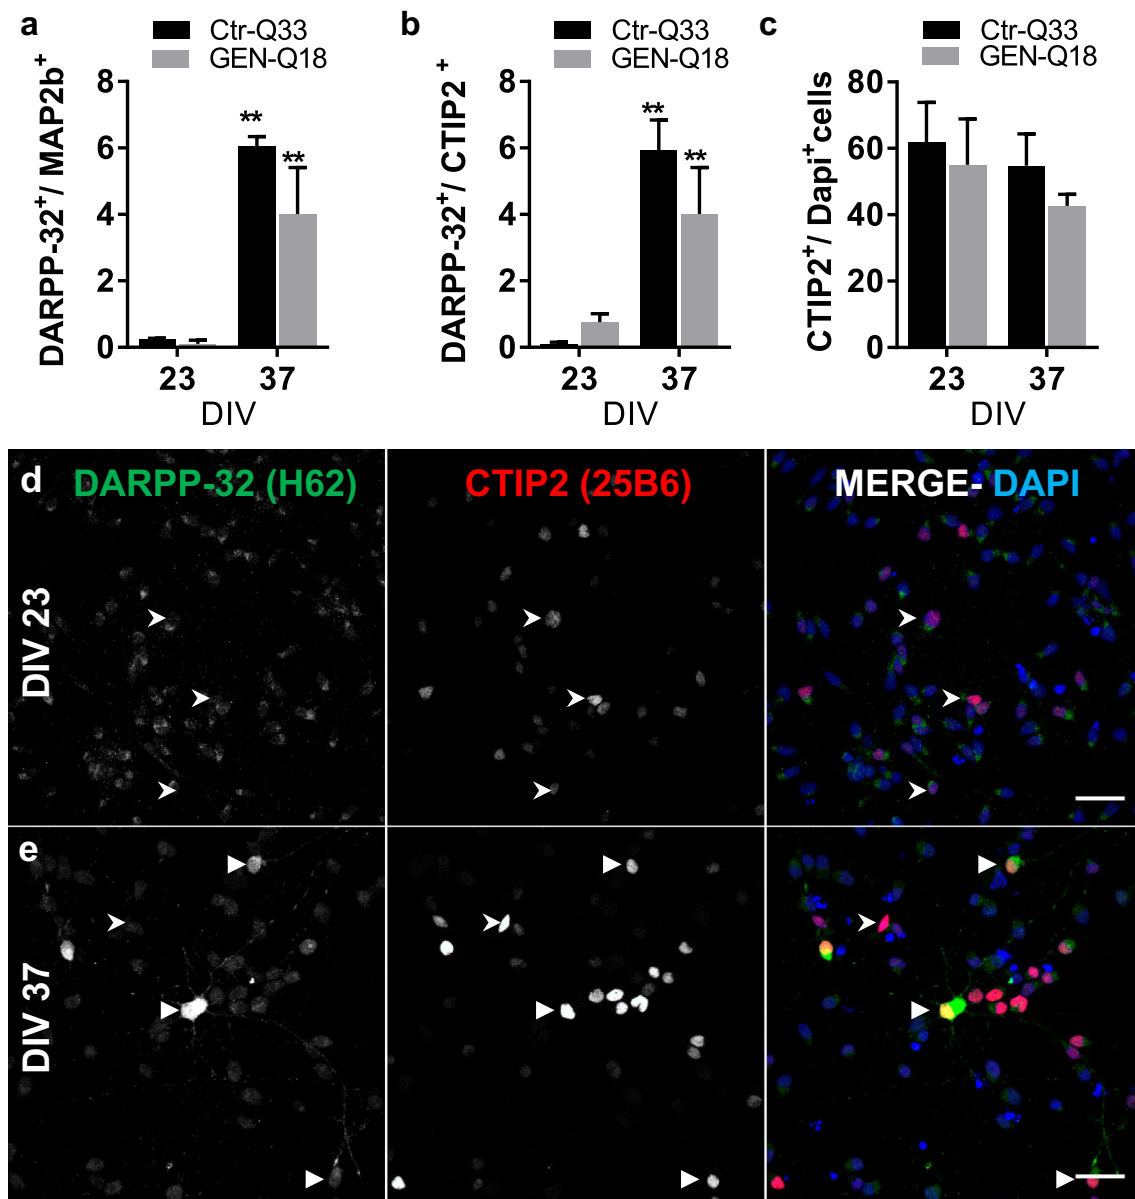 a
Ctr-Q33
GEN-Q18
DARPP-32+/ MAP2b+
8
6
4
2
0
**
**
23
37
DIV
b
Ctr-Q33
GEN-Q18
DARPP-32+/ CTIP2 +
8
6
4
2
0
**
**
23
37
DIV
c
Ctr-Q33
GEN-Q18
CTIP2+/ Dapi+cells
80
60
40
20
0
23
37
DIV
d
DARPP-32 (H62)
CTIP2 (25B6)
MERGE- DAPI
DIV 23
e
DIV 37